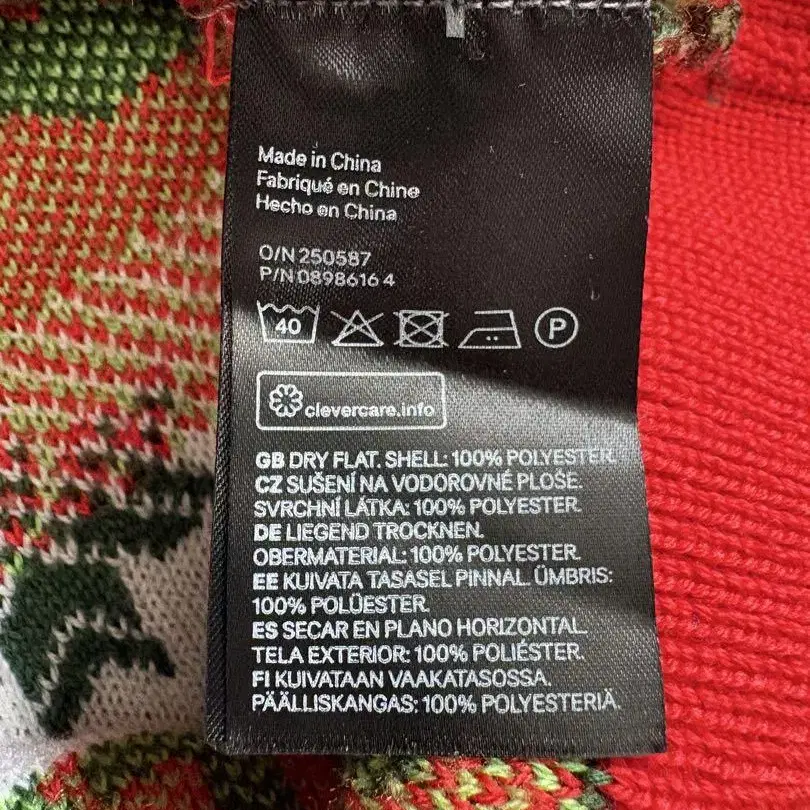 Made in China
Fabriqué en Chine
Hecho en China
O/N 250587
P/N 0898616 4
40 P
clevercare.info
GB DRY FLAT. SHELL: 100% POLYESTER.
CZ SUŠENÍ NA VODOROVNÉ PLOŠE.
SVRCHNÍ LÁTKA: 100% POLYESTER.
DE LIEGEND TROCKNEN.
OBERMATERIAL: 100% POLYESTER.
EE KUIVATA TASASEL PINNAL. ÜMBRIS:
100% POLÜESTER.
ES SECAR EN PLANO HORIZONTAL.
TELA EXTERIOR: 100% POLIÉSTER.
FI KUIVATAAN VAAKATASOSSA.
PÄÄLLISKANGAS: 100% POLYESTERIÄ.